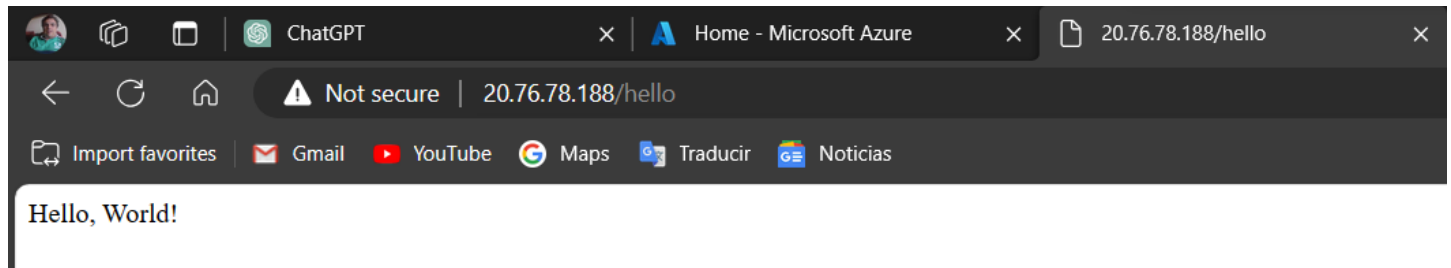 ChatGPT Home - Microsoft Azure 20.76.78.188/hello
Not secure | 20.76.78.188/hello
Import favorites Gmail YouTube Maps Traducir Noticias
Hello, World!